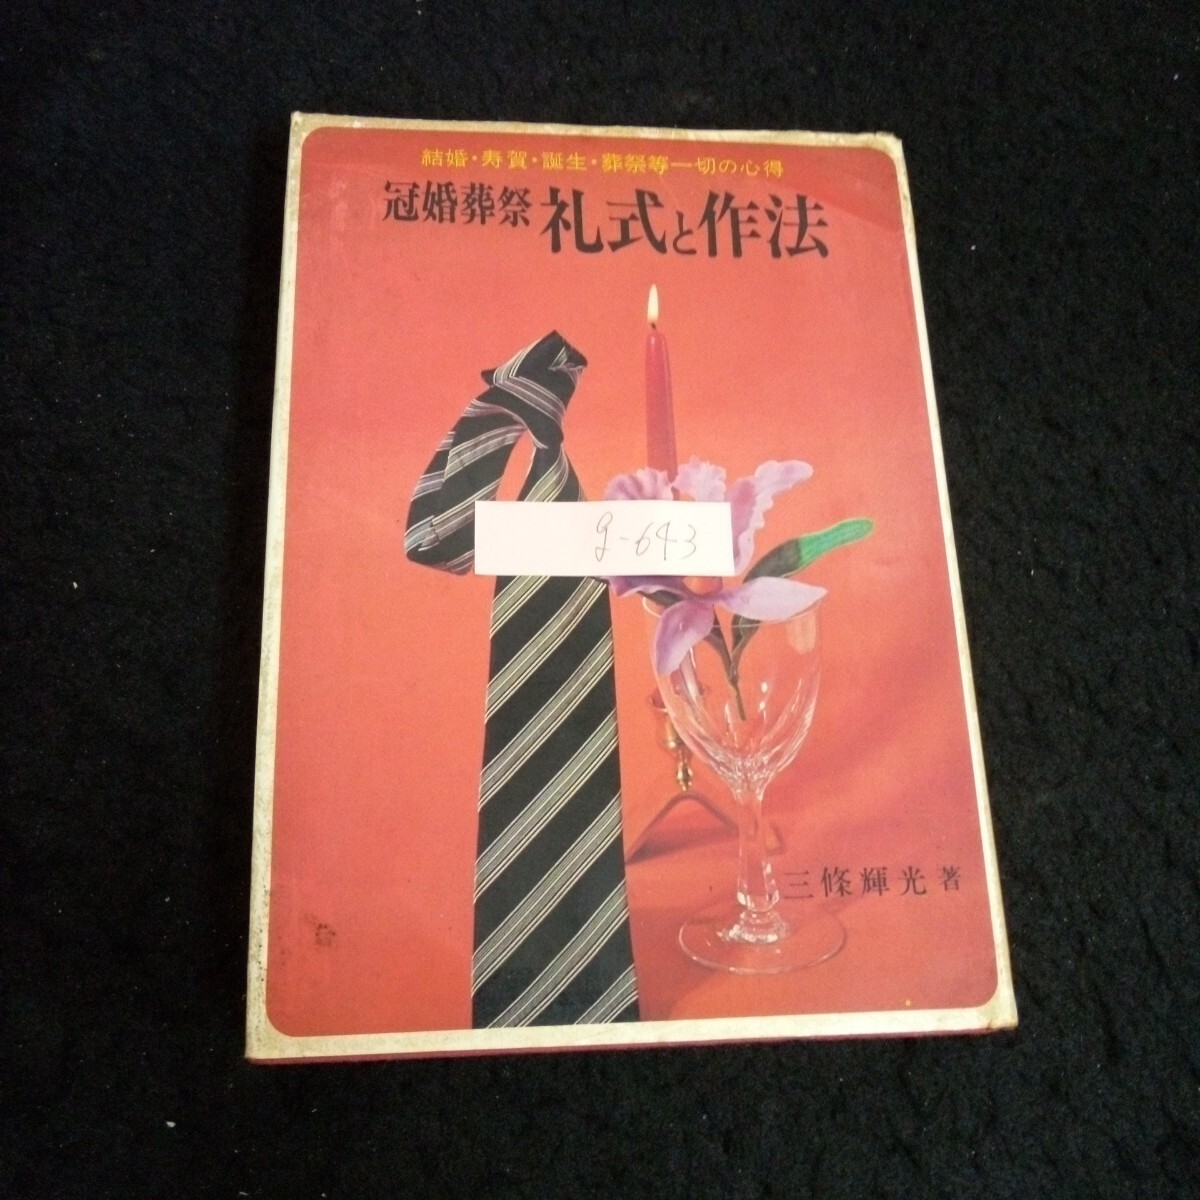 結婚・寿賀・誕生・葬祭等一切の心得
冠婚葬祭 礼式と作法
g-643
三條輝光著